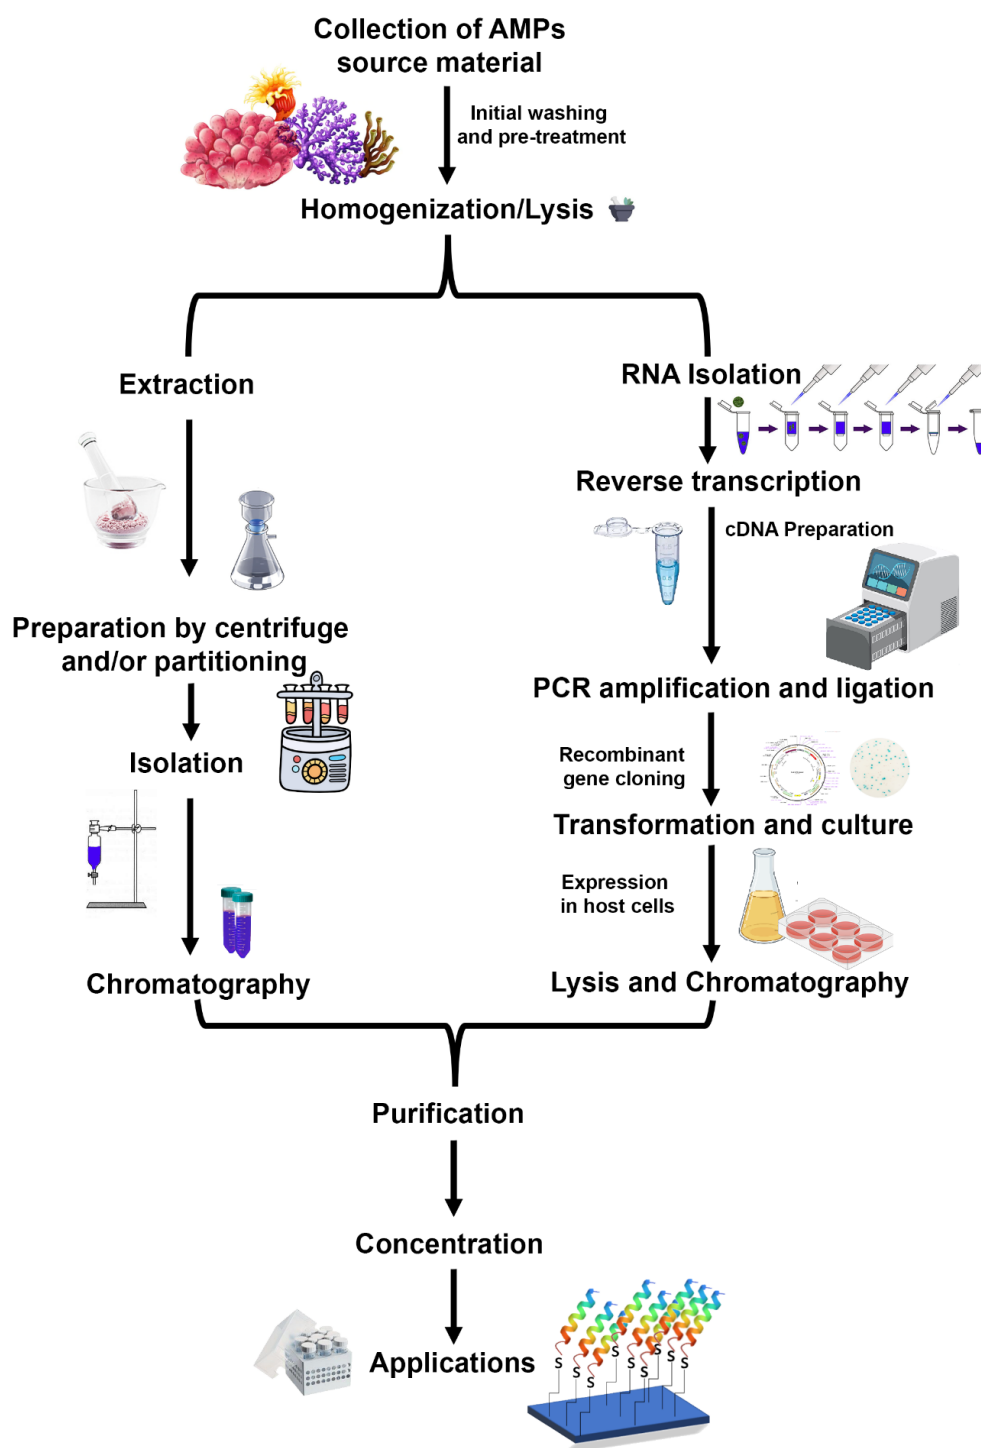 Collection of AMPs
source material
Initial washing
and pre-treatment
Homogenization/Lysis
Extraction
RNA Isolation
Reverse transcription
cDNA Preparation
Preparation by centrifuge
and/or partitioning
PCR amplification and ligation
Isolation
Recombinant
gene cloning
Transformation and culture
Expression
in host cells
Chromatography
Lysis and Chromatography
Purification
Concentration
Applications
S
S
S
S
S
S
S
S
S